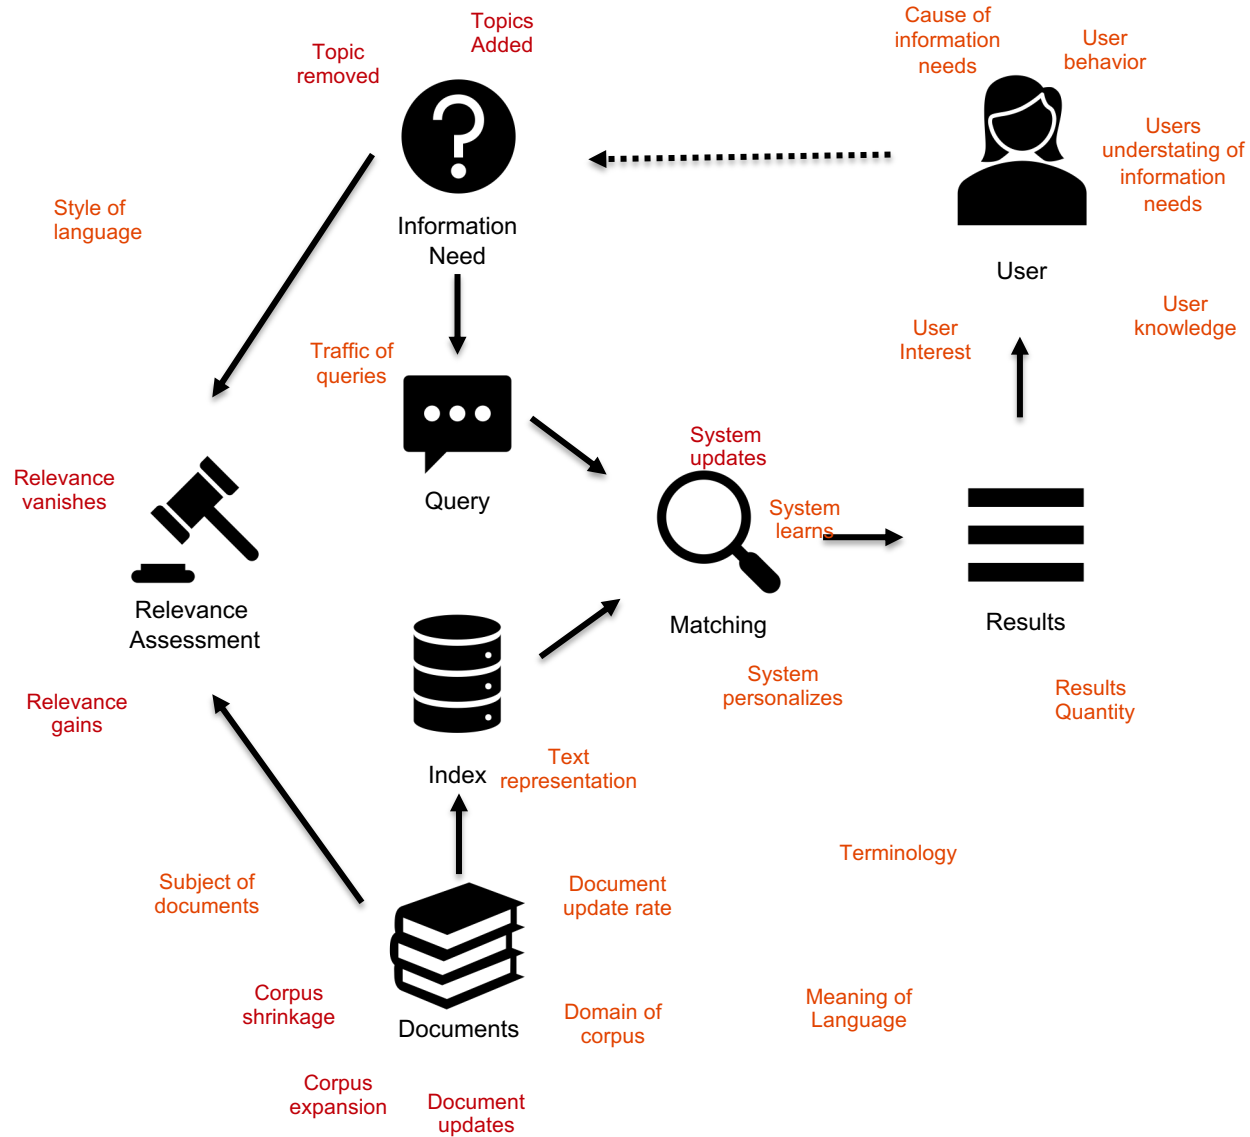 Topics
Added
Topic
removed
Cause of
information
needs
User
behavior
Users
understating of
information
needs
Style of
language
Information
Need
User
User
knowledge
User
Interest
Traffic of
queries
System
updates
Relevance
vanishes
Query
System
learns
Relevance
Assessment
Matching
Results
System
personalizes
Results
Quantity
Relevance
gains
Index
Text
representation
Terminology
Subject of
documents
Document
update rate
Corpus
shrinkage
Documents
Domain of
corpus
Meaning of
Language
Corpus
expansion
Document
updates